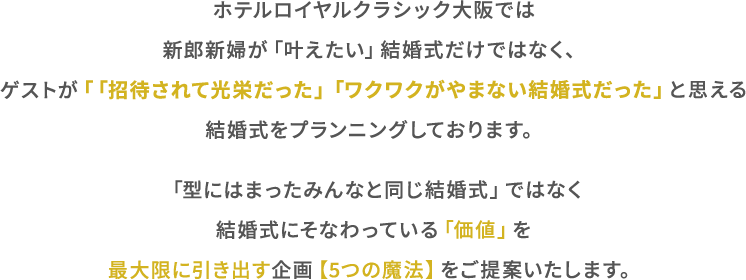 ホテルロイヤルクラシック大阪では
新郎新婦が「叶えたい」結婚式だけではなく、
ゲストが「「招待されて光栄だった」「ワクワクがやまない結婚式だった」と思える
結婚式をプランニングしております。
「型にはまったみんなと同じ結婚式」ではなく
結婚式にそなわっている「価値」を
最大限に引き出す企画【5つの魔法】をご提案いたします。